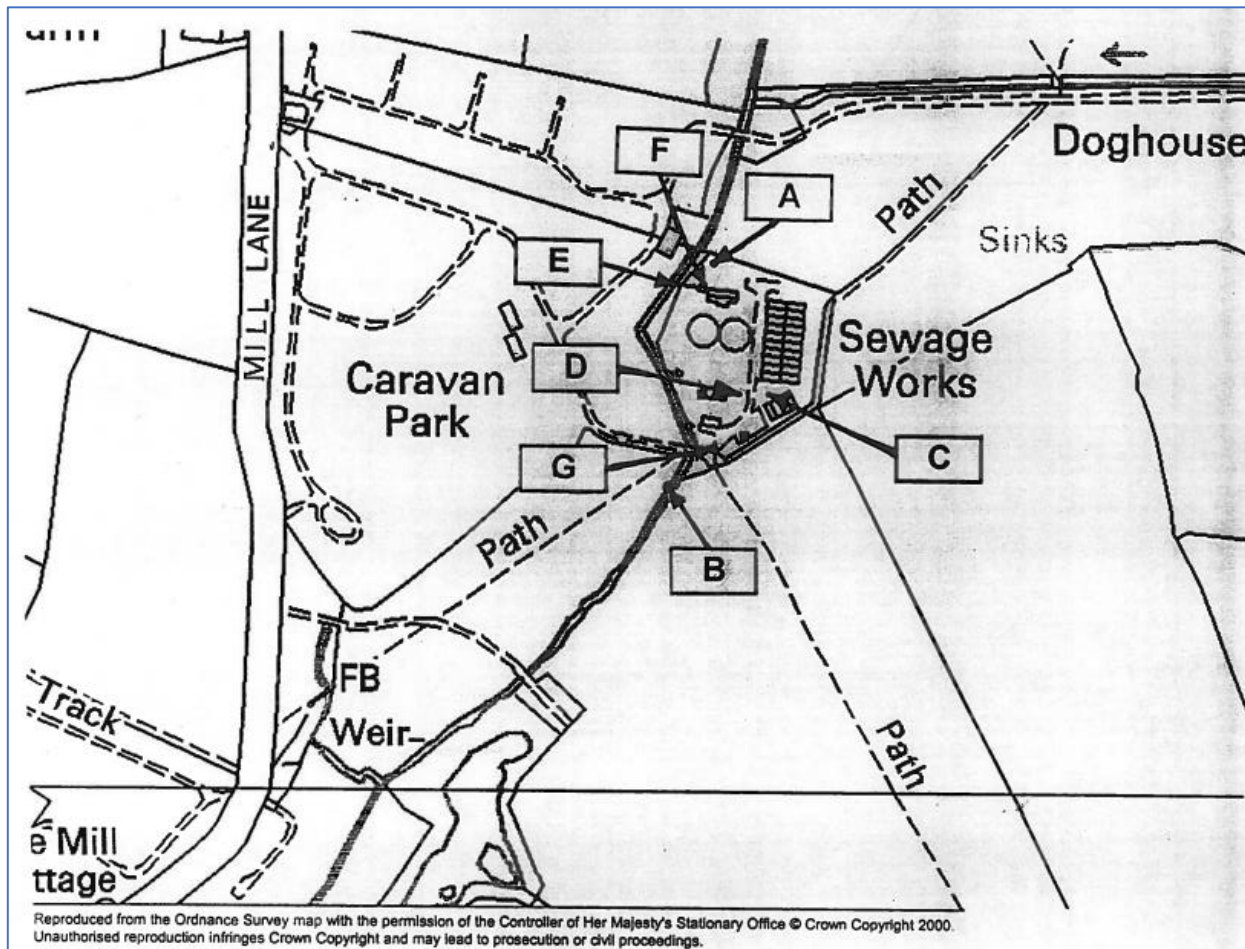 Doghouse
F
A
Path
MILL LANE
Sinks
E
Sewage
Works
D
Caravan
Park
C
G
Path
B
FB
Track
Weir
Path
e Mill
ttage
Reproduced from the Ordnance Survey map with the permission of the Controller of Her Majesty's Stationary Office © Crown Copyright 2000.
Unauthorised reproduction infringes Crown Copyright and may lead to prosecution or civil proceedings.